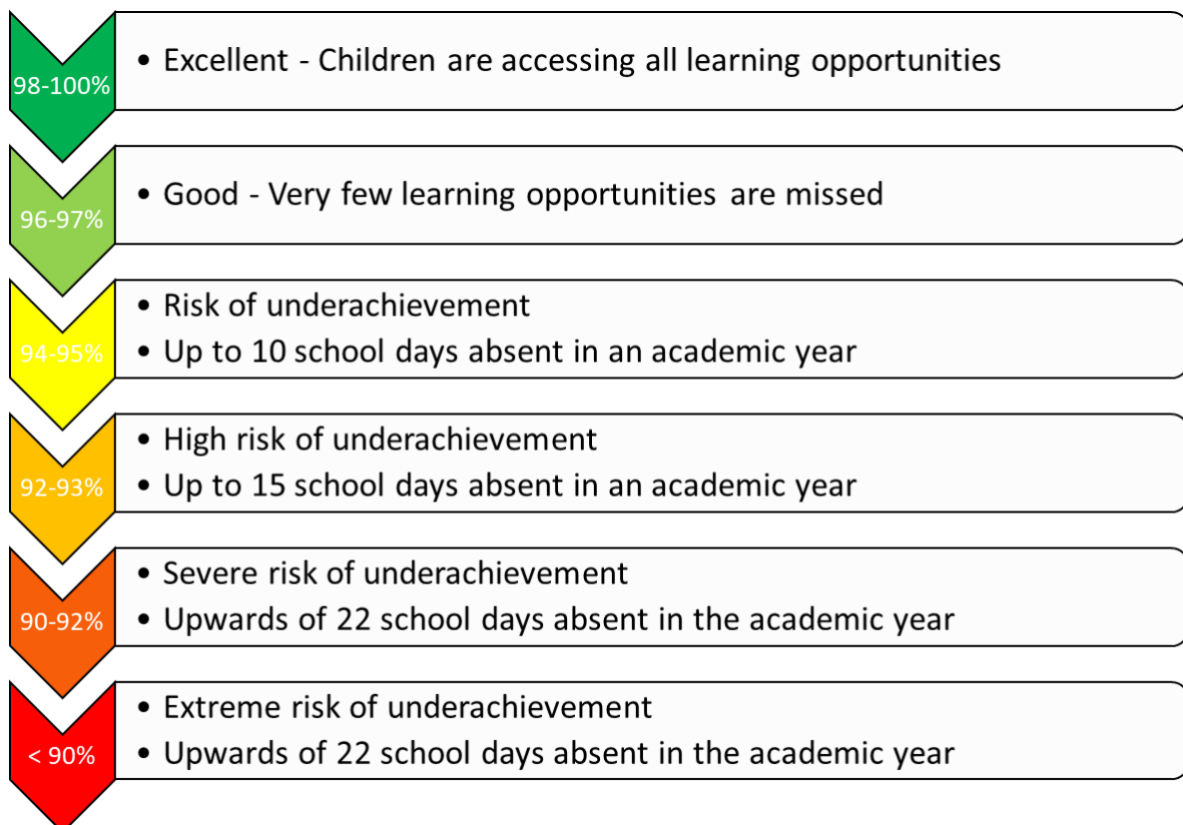 98-100%
• Excellent - Children are accessing all learning opportunities
96-97%
• Good - Very few learning opportunities are missed
94-95%
• Risk of underachievement
• Up to 10 school days absent in an academic year
92-93%
• High risk of underachievement
• Up to 15 school days absent in an academic year
90-92%
• Severe risk of underachievement
• Upwards of 22 school days absent in the academic year
< 90%
• Extreme risk of underachievement
• Upwards of 22 school days absent in the academic year